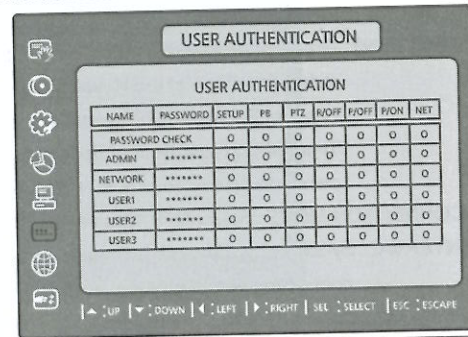 USER AUTHENTICATION
USER AUTHENTICATION
NAME PASSWORD SETUP PB PTZ R/OFF P/OFF P/ON NET
PASSWORD CHECK O O O O O O O
ADMIN ******* O O O O O O O
NETWORK ******* O O O O O O O
USER1 ******* O O O O O O O
USER2 ******* O O O O O O O
USER3 ******* O O O O O O O
▲ : UP ▼ : DOWN ◀ : LEFT ▶ : RIGHT SEL : SELECT ESC : ESCAPE